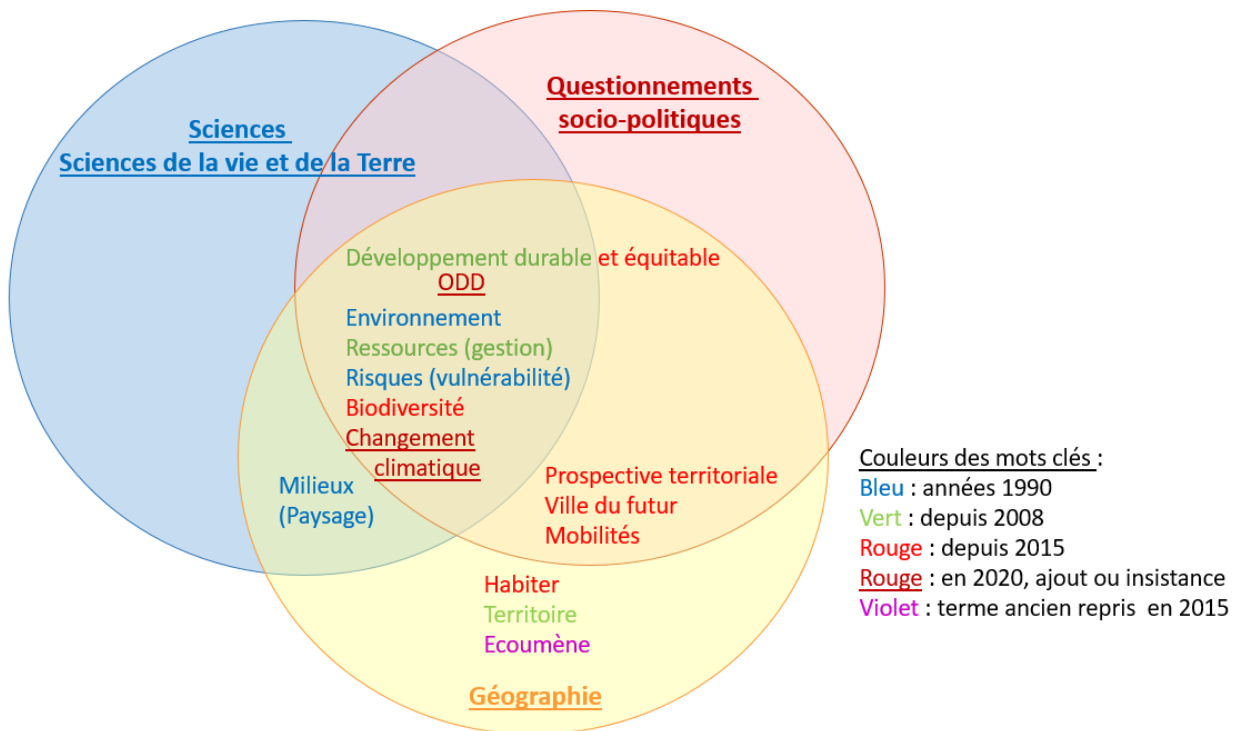 Questionnements
socio-politiques
Sciences
Sciences de la vie et de la Terre
Développement durable et équitable
ODD
Environnement
Ressources (gestion)
Risques (vulnérabilité)
Biodiversité
Changement
climatique
Milieux
(Paysage)
Prospective territoriale
Ville du futur
Mobilités
Habiter
Territoire
Ecoumène
Géographie
Couleurs des mots clés :
Bleu : années 1990
Vert : depuis 2008
Rouge : depuis 2015
Rouge : en 2020, ajout ou insistance
Violet : terme ancien repris en 2015